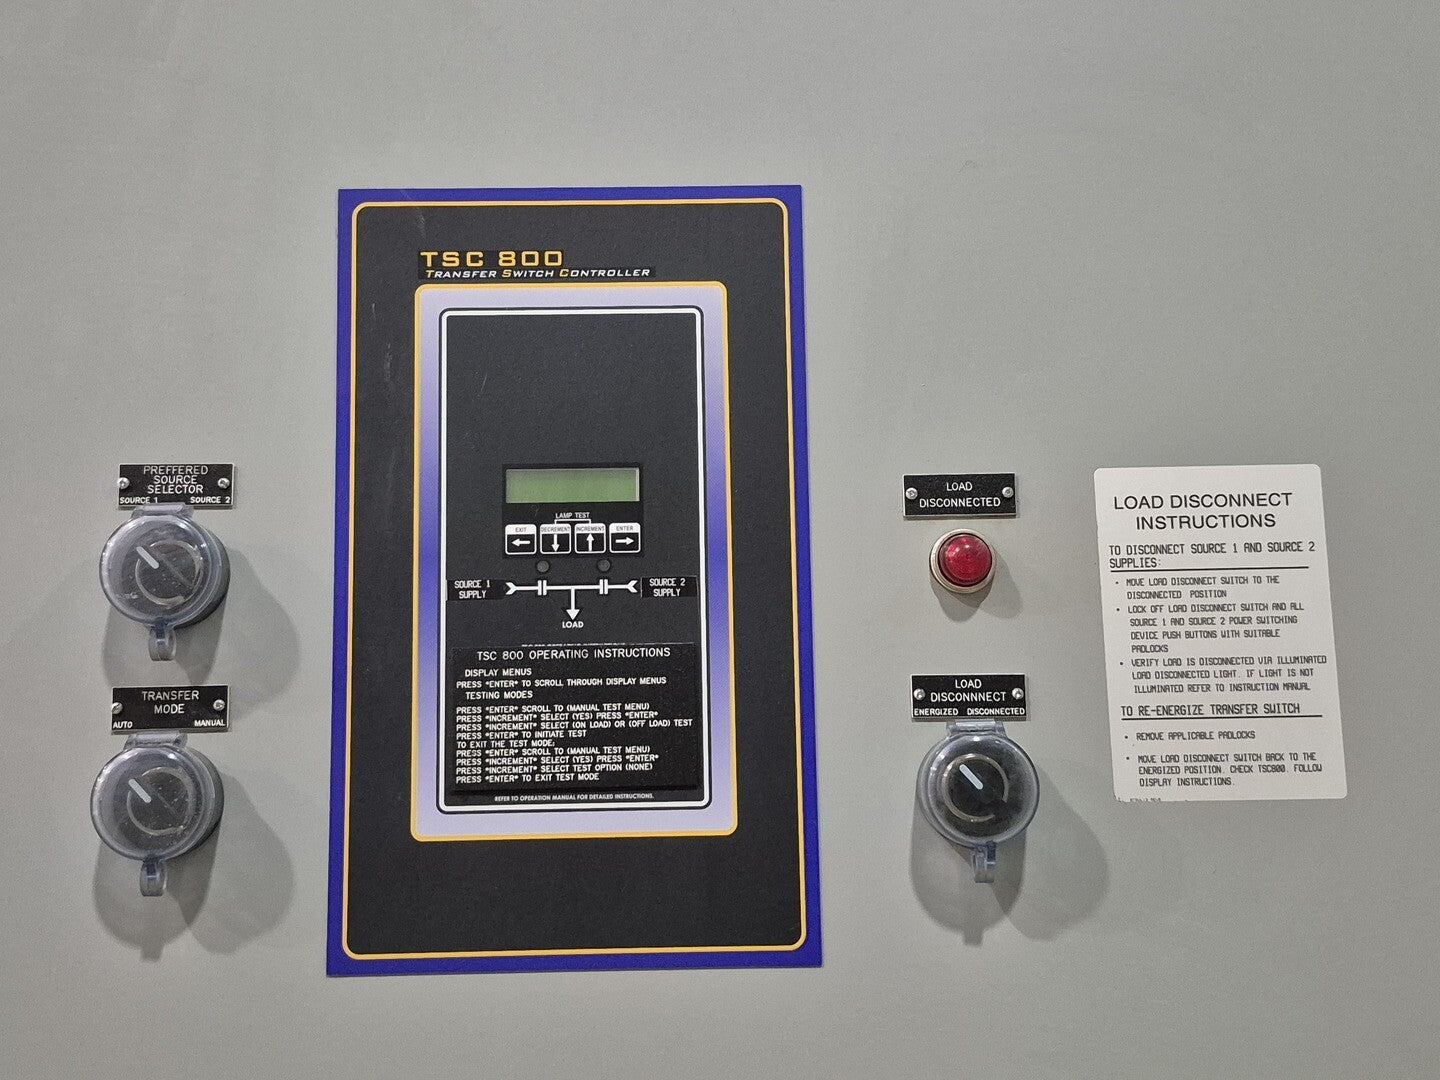 TSC 800
TRANSFER SWITCH CONTROLLER
PREFFERED
SOURCE
SELECTOR
SOURCE 1 SOURCE 2
TRANSFER
MODE
AUTO MANUAL
LAMP TEST
EXIT DECREMENT INCREMENT ENTER
SOURCE 1
SUPPLY
SOURCE 2
SUPPLY
LOAD
TSC 800 OPERATING INSTRUCTIONS
DISPLAY MENUS
PRESS "ENTER" TO SCROLL THROUGH DISPLAY MENUS
TESTING MODES
PRESS "ENTER" SCROLL TO (MANUAL TEST MENU)
PRESS "INCREMENT" SELECT (YES) PRESS "ENTER"
PRESS "INCREMENT" SELECT (ON LOAD) OR (OFF LOAD) TEST
PRESS "ENTER" TO INITIATE TEST
TO EXIT THE TEST MODE:
PRESS "ENTER" SCROLL TO (MANUAL TEST MENU)
PRESS "INCREMENT" SELECT (YES) PRESS "ENTER"
PRESS "INCREMENT" SELECT TEST OPTION (NONE)
PRESS "ENTER" TO EXIT TEST MODE
REFER TO OPERATION MANUAL FOR DETAILED INSTRUCTIONS.
LOAD
DISCONNECTED
LOAD
DISCONNNECT
ENERGIZED DISCONNECTED
LOAD DISCONNECT
INSTRUCTIONS
TO DISCONNECT SOURCE 1 AND SOURCE 2
SUPPLIES:
• MOVE LOAD DISCONNECT SWITCH TO THE
DISCONNECTED POSITION
• LOCK OFF LOAD DISCONNECT SWITCH AND ALL
SOURCE 1 AND SOURCE 2 POWER SWITCHING
DEVICE PUSH BUTTONS WITH SUITABLE
PADLOCKS
• VERIFY LOAD IS DISCONNECTED VIA ILLUMINATED
LOAD DISCONNECTED LIGHT. IF LIGHT IS NOT
ILLUMINATED REFER TO INSTRUCTION MANUAL
TO RE-ENERGIZE TRANSFER SWITCH
• REMOVE APPLICABLE PADLOCKS
• MOVE LOAD DISCONNECT SWITCH BACK TO THE
ENERGIZED POSITION. CHECK TSC800. FOLLOW
DISPLAY INSTRUCTIONS.